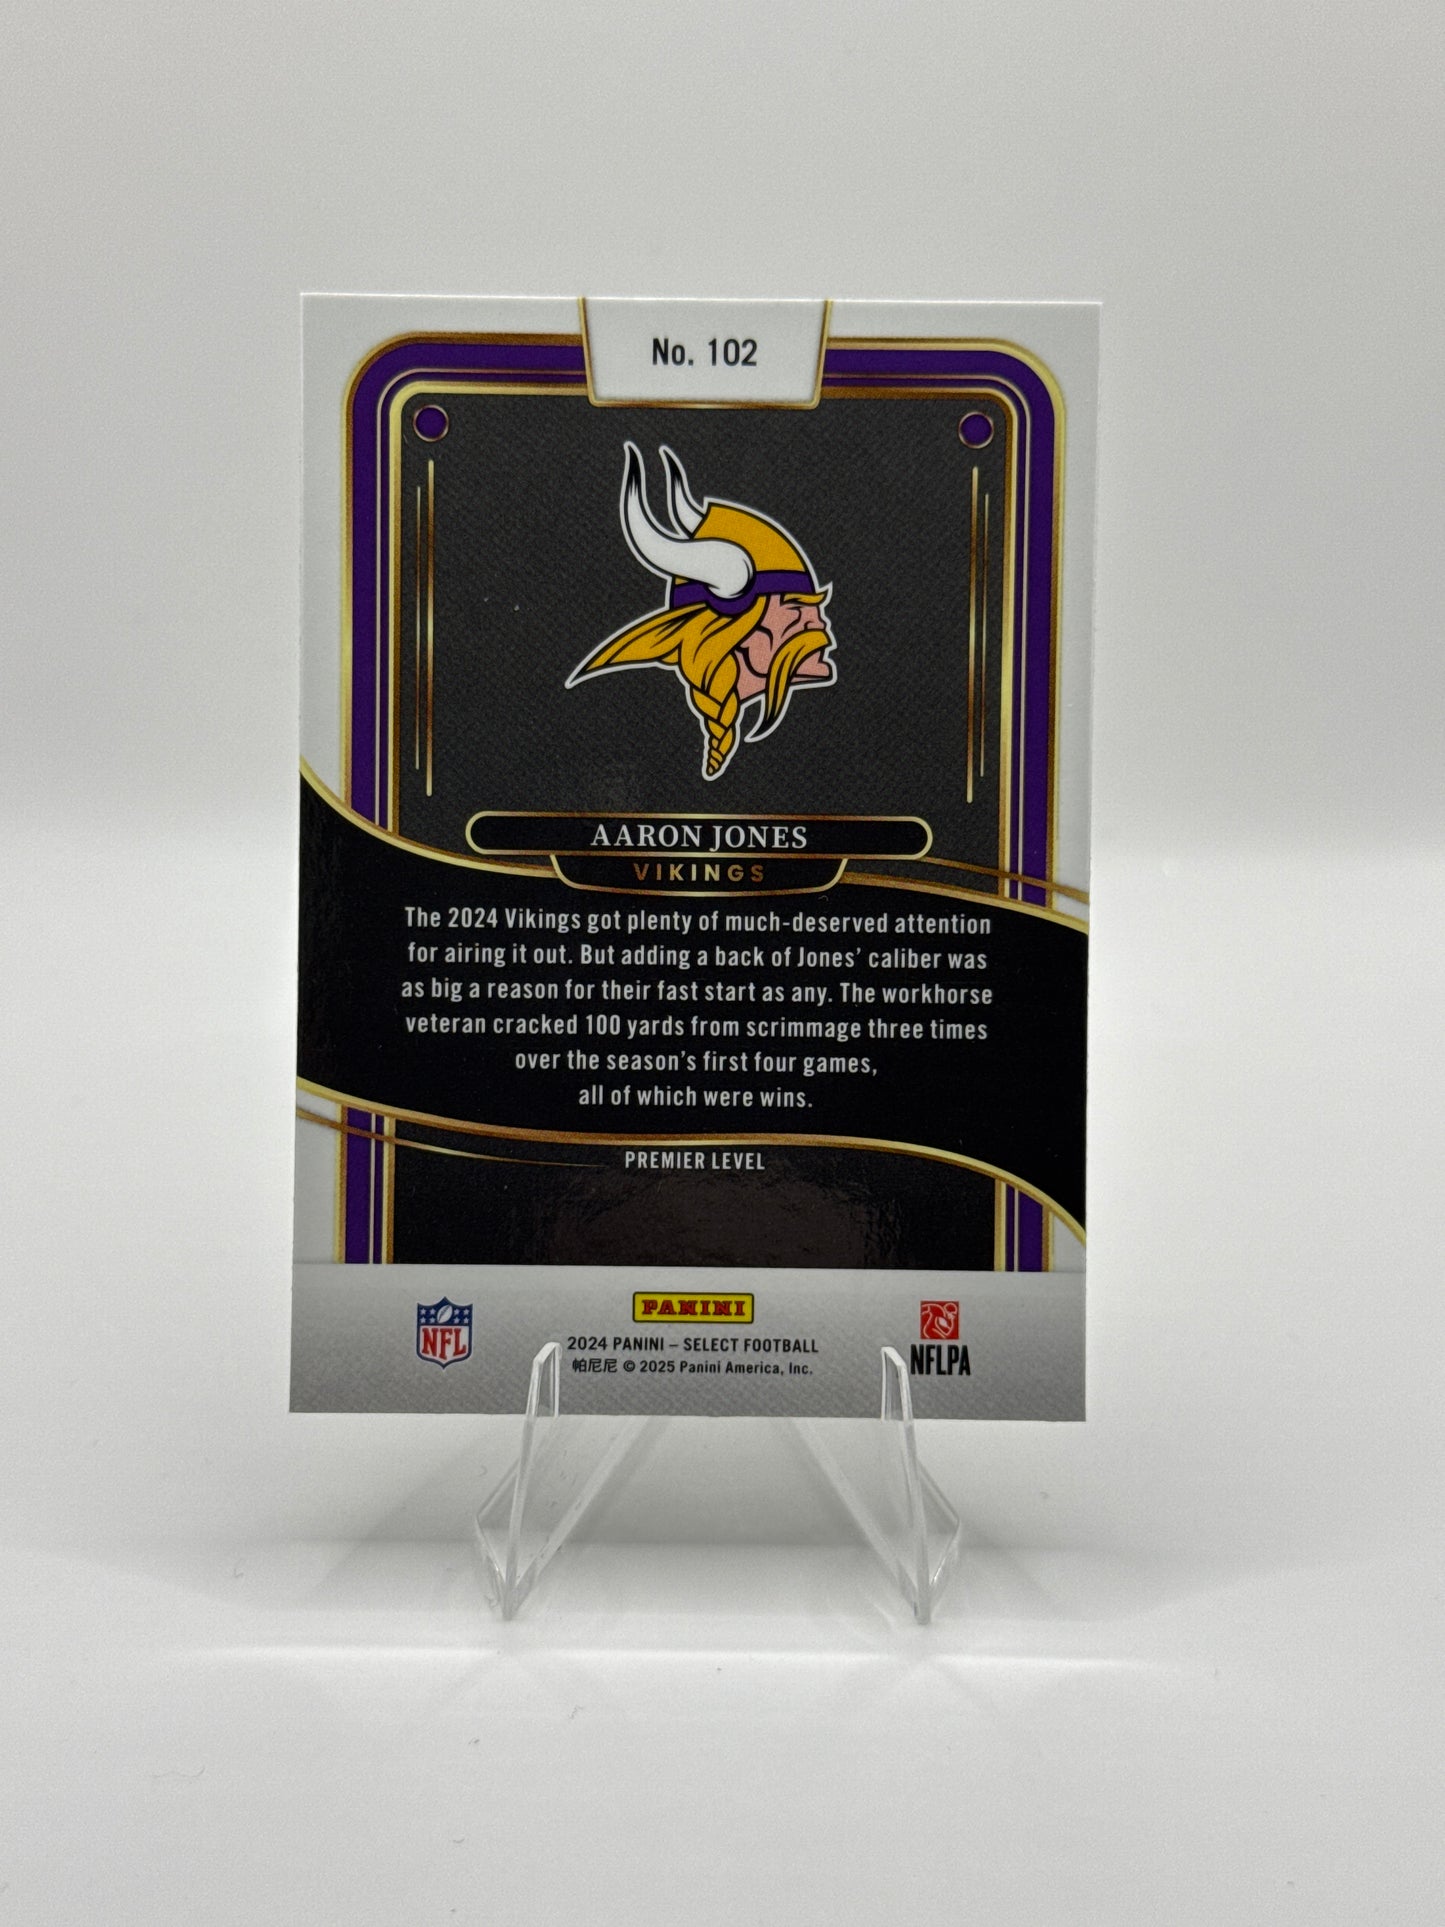 No. 102
AARON JONES
VIKINGS
The 2024 Vikings got plenty of much-deserved attention
for airing it out. But adding a back of Jones' caliber was
as big a reason for their fast start as any. The workhorse
veteran cracked 100 yards from scrimmage three times
over the season's first four games,
all of which were wins.
PREMIER LEVEL
PANINI
NFL
2024 PANINI – SELECT FOOTBALL
帕尼尼 © 2025 Panini America, Inc.
NFLPA